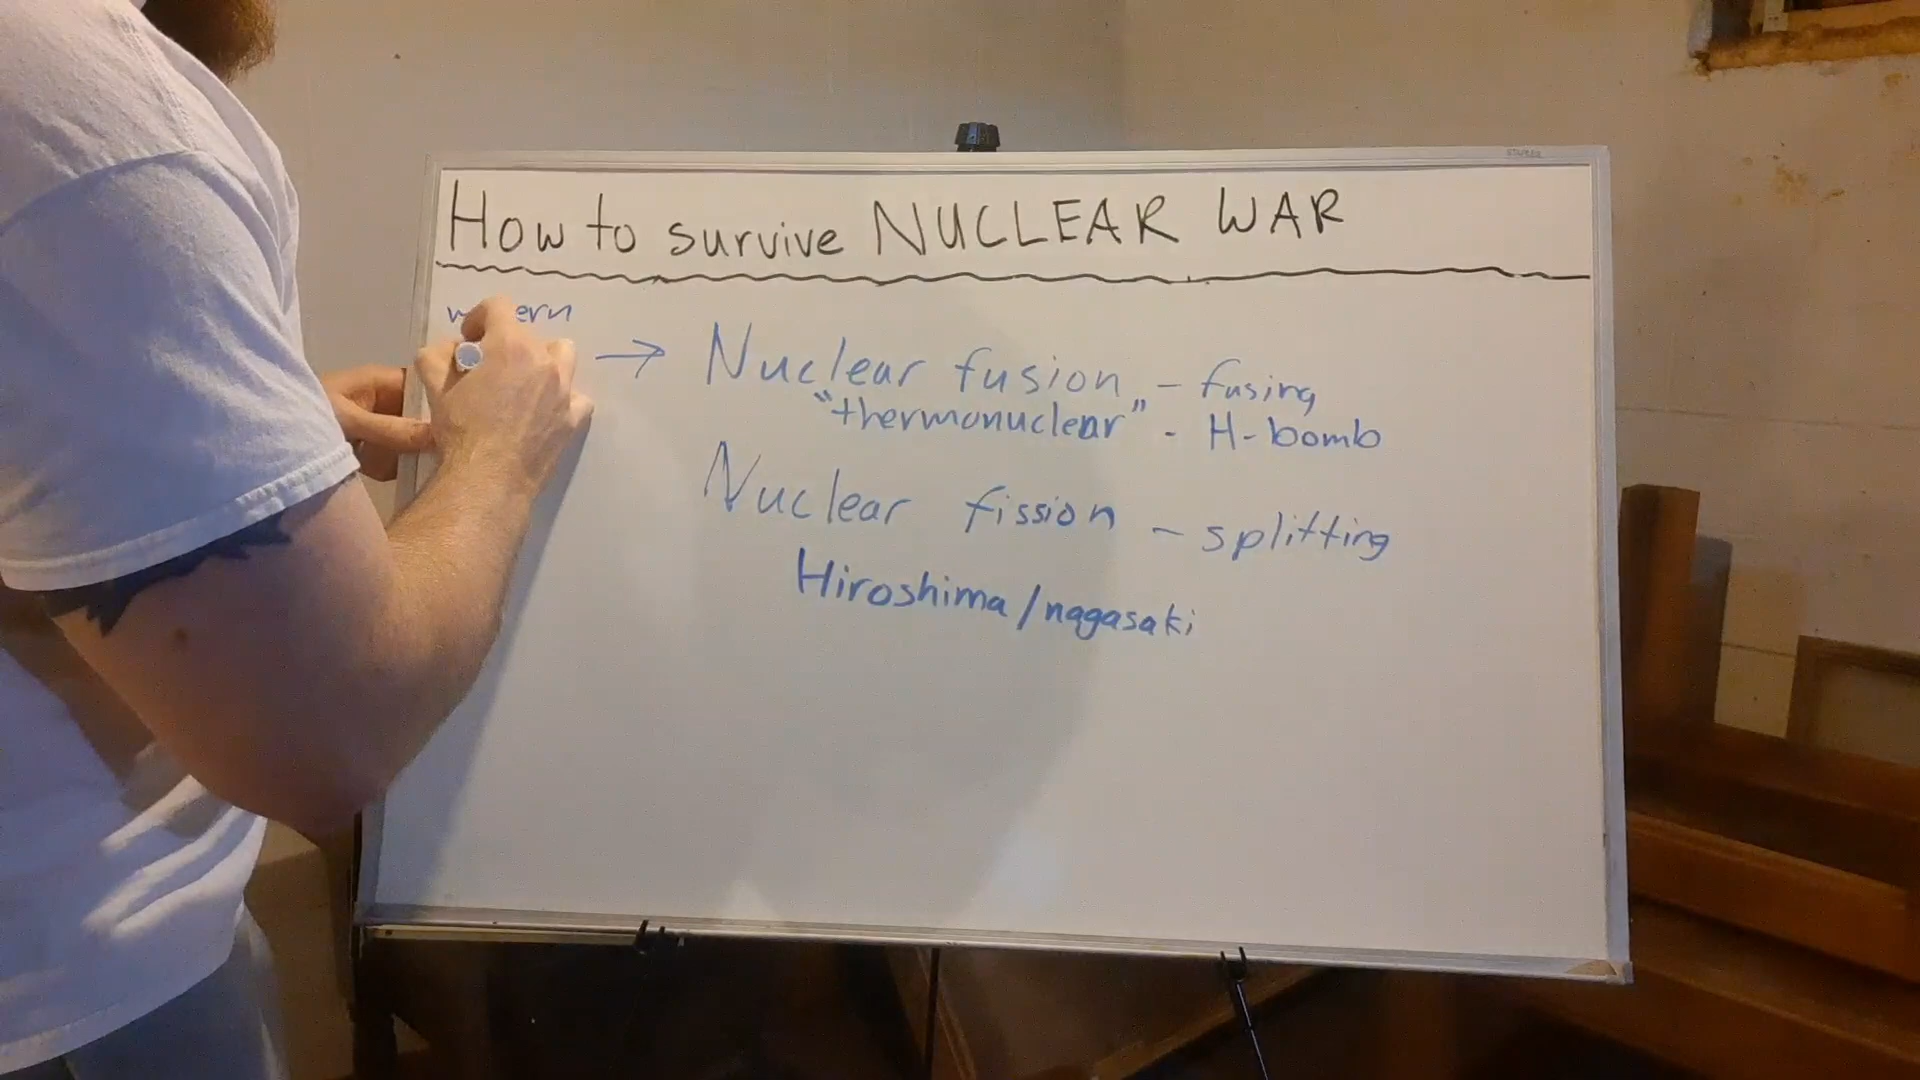 How to survive NUCLEAR WAR
→ Nuclear fusion - fusing
"thermonuclear" - H-bomb
Nuclear fission - splitting
Hiroshima/nagasaki